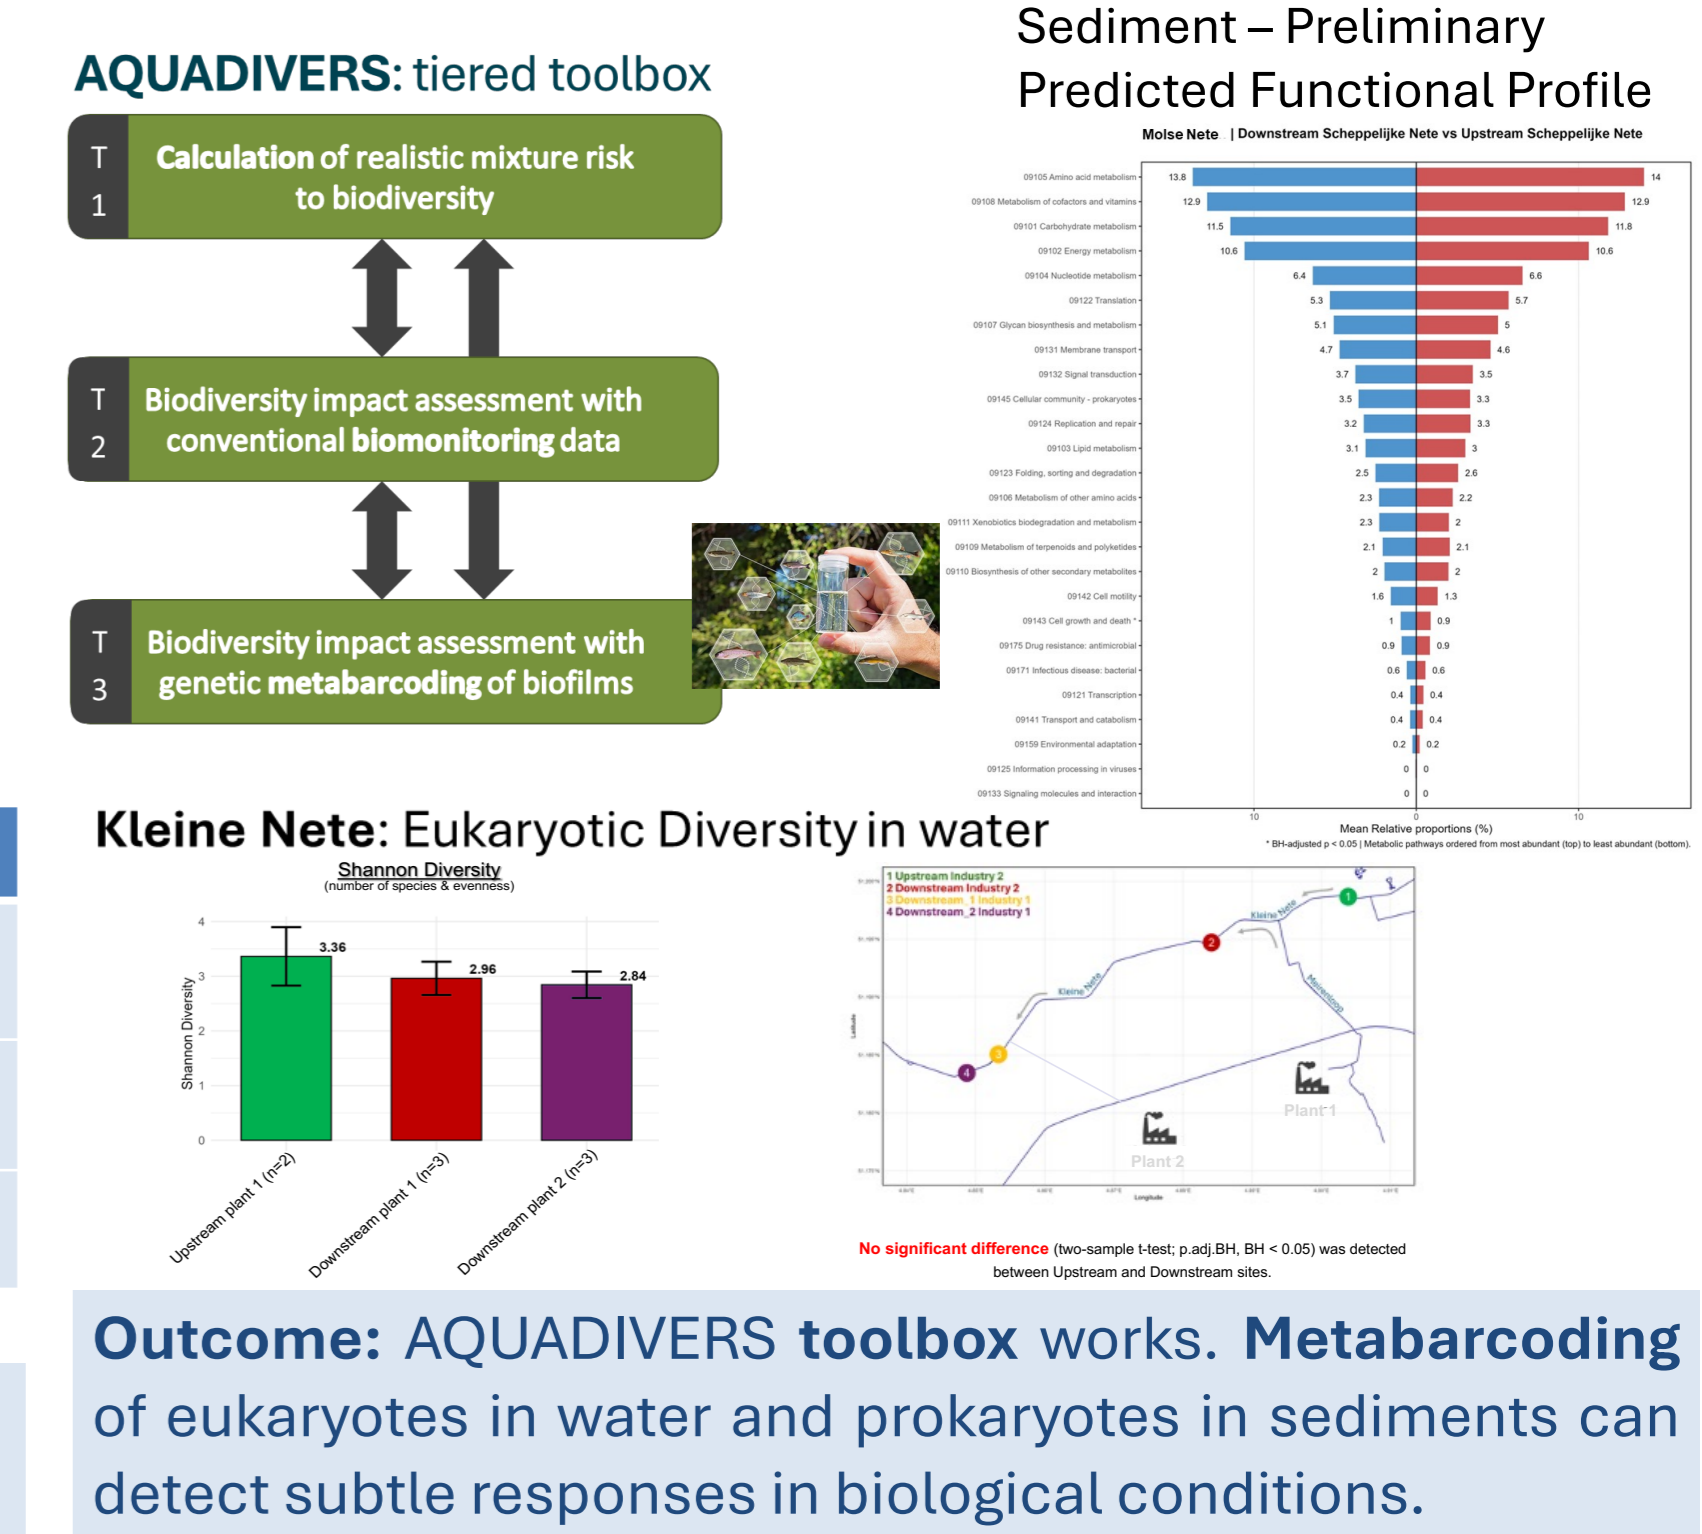 AQUADIVERS: tiered toolbox
T
1
Calculation of realistic mixture risk
to biodiversity
T
2
Biodiversity impact assessment with
conventional biomonitoring data
T
3
Biodiversity impact assessment with
genetic metabarcoding of biofilms
Sediment – Preliminary
Predicted Functional Profile
Molse Nete | Downstream Scheppelijke Nete vs Upstream Scheppelijke Nete
09105 Amino acid metabolism 13.8 14
09108 Metabolism of cofactors and vitamins 12.9 12.9
09101 Carbohydrate metabolism 11.5 11.8
09102 Energy metabolism 10.6 10.6
09104 Nucleotide metabolism 6.4 6.6
09122 Translation 5.3 5.7
09107 Glycan biosynthesis and metabolism 5.1 5
09131 Membrane transport 4.7 4.6
09132 Signal transduction 3.7 3.5
09145 Cellular community - prokaryotes 3.5 3.3
09124 Replication and repair 3.2 3.3
09103 Lipid metabolism 3.1 3
09123 Folding, sorting and degradation 2.5 2.6
09106 Metabolism of other amino acids 2.3 2.2
09111 Xenobiotics biodegradation and metabolism 2.3 2
09109 Metabolism of terpenoids and polyketides 2.1 2.1
09110 Biosynthesis of other secondary metabolites 2 2
09142 Cell motility 1.6 1.3
09143 Cell growth and death * 1 0.9
09175 Drug resistance: antimicrobial 0.9 0.9
09171 Infectious disease: bacterial 0.6 0.6
09121 Transcription 0.4 0.4
09141 Transport and catabolism 0.4 0.4
09159 Environmental adaptation 0.2 0.2
09125 Information processing in viruses 0 0
09133 Signaling molecules and interaction 0 0
10 0 10
Mean Relative proportions (%)
* BH-adjusted p < 0.05 | Metabolic pathways ordered from most abundant (top) to least abundant (bottom).
Kleine Nete: Eukaryotic Diversity in water
Shannon Diversity
(number of species & evenness)
Shannon Diversity
4
3
2
1
0
3.36
2.96
2.84
Upstream plant 1 (n=2)
Downstream plant 1 (n=3)
Downstream plant 2 (n=3)
1 Upstream Industry 2
2 Downstream Industry 2
3 Downstream_1 Industry 1
4 Downstream_2 Industry 1
1
Kleine Nete
2
Kleine Nete
Meirenloop
3
4
Plant 1
Plant 2
Latitude
Longitude
No significant difference (two-sample t-test; p.adj.BH, BH < 0.05) was detected
between Upstream and Downstream sites.
Outcome: AQUADIVERS toolbox works. Metabarcoding
of eukaryotes in water and prokaryotes in sediments can
detect subtle responses in biological conditions.